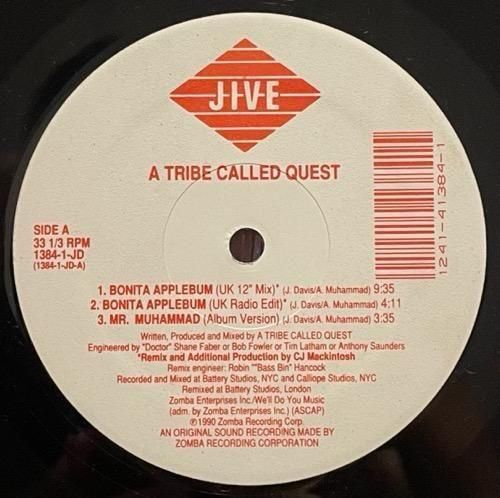 JIVE
A TRIBE CALLED QUEST
SIDE A
33 1/3 RPM
1384-1-JD
(1384-1-JD-A)
1241-41384-1
1. BONITA APPLEBUM (UK 12" Mix)* (J. Davis/A. Muhammad) 9:35
2. BONITA APPLEBUM (UK Radio Edit)* (J. Davis/A. Muhammad) 4:11
3. MR. MUHAMMAD (Album Version) (J. Davis/A. Muhammad) 3:35
Written, Produced and Mixed by A TRIBE CALLED QUEST
Engineered by "Doctor" Shane Faber or Bob Fowler or Tim Latham or Anthony Saunders
*Remix and Additional Production by CJ Mackintosh
Remix engineer: Robin ""Bass Bin" Hancock
Recorded and Mixed at Battery Studios, NYC and Calliope Studios, NYC
Remixed at Battery Studios, London
Zomba Enterprises Inc./We'll Do You Music
(adm. by Zomba Enterprises Inc.) (ASCAP)
℗1990 Zomba Recording Corp.
AN ORIGINAL SOUND RECORDING MADE BY
ZOMBA RECORDING CORPORATION